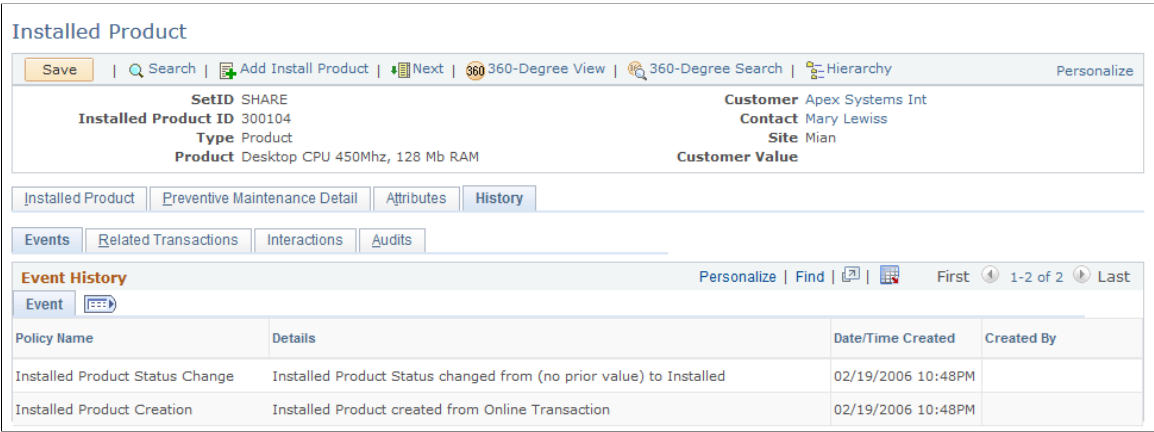 Installed Product
Save | Search | Add Install Product | Next | 360 360-Degree View | 360-Degree Search | Hierarchy Personalize
SetID SHARE Customer Apex Systems Int
Installed Product ID 300104 Contact Mary Lewiss
Type Product Site Mian
Product Desktop CPU 450Mhz, 128 Mb RAM Customer Value
Installed Product Preventive Maintenance Detail Attributes History
Events Related Transactions Interactions Audits
Event History Personalize | Find | | First 1-2 of 2 Last
Event
Policy Name Details Date/Time Created Created By
Installed Product Status Change Installed Product Status changed from (no prior value) to Installed 02/19/2006 10:48PM
Installed Product Creation Installed Product created from Online Transaction 02/19/2006 10:48PM